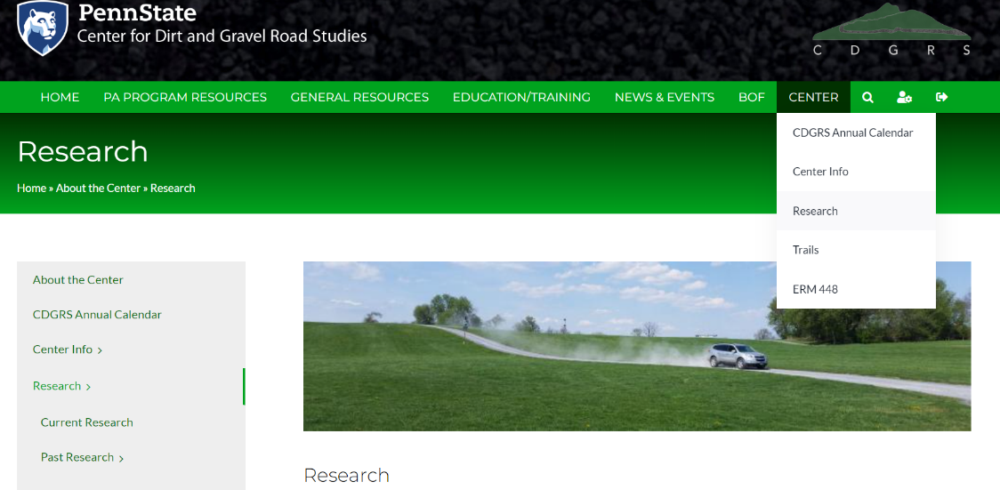 PennState
Center for Dirt and Gravel Road Studies
C D G R S
HOME PA PROGRAM RESOURCES GENERAL RESOURCES EDUCATION/TRAINING NEWS & EVENTS BOF CENTER
CDGRS Annual Calendar
Center Info
Research
Trails
ERM 448
Research
Home » About the Center » Research
About the Center
CDGRS Annual Calendar
Center Info >
Research >
Current Research
Past Research >
Research